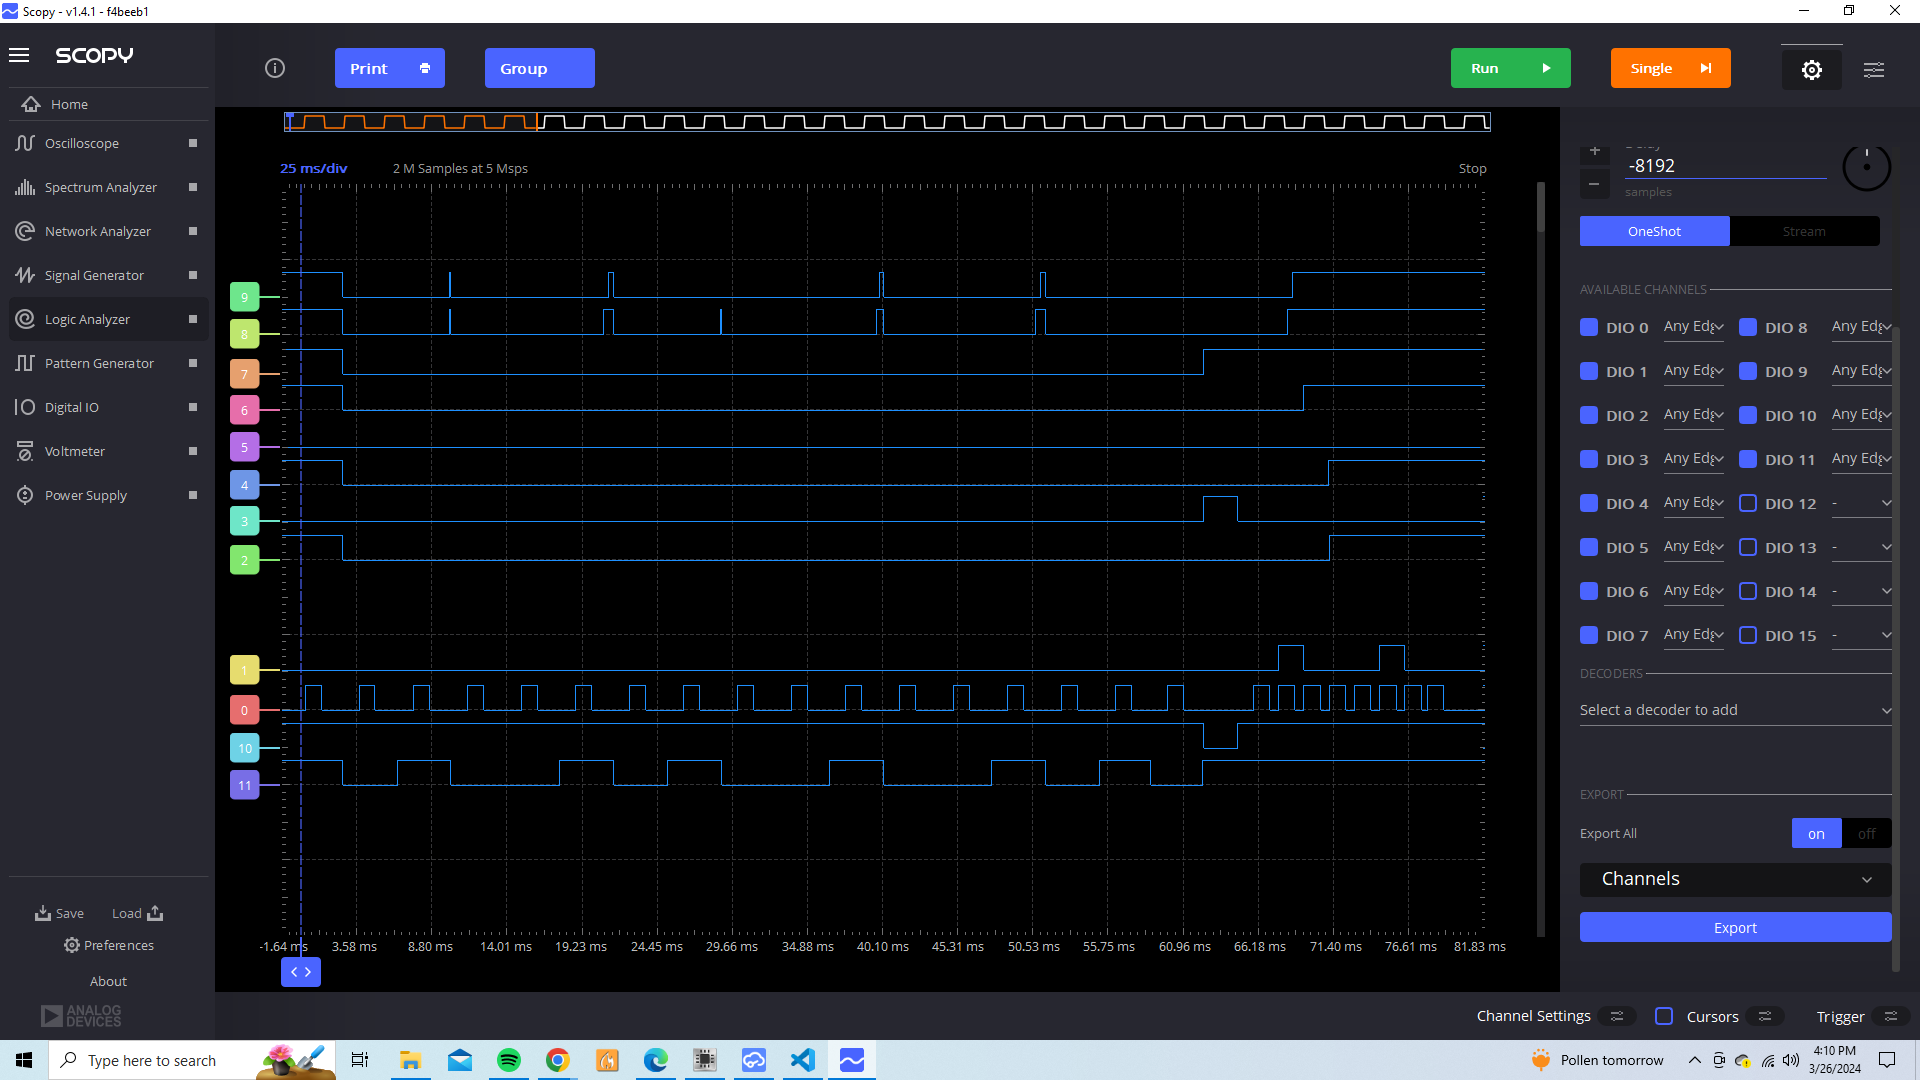 Scopy - v1.4.1 - f4beeb1
SCOPY
Print
Group
Run
Single
Home
Oscilloscope
Spectrum Analyzer
Network Analyzer
Signal Generator
Logic Analyzer
Pattern Generator
Digital IO
Voltmeter
Power Supply
Save
Load
Preferences
About
ANALOG
DEVICES
25 ms/div
2 M Samples at 5 Msps
Stop
9
8
7
6
5
4
3
2
1
0
10
11
-1.64 ms 3.58 ms 8.80 ms 14.01 ms 19.23 ms 24.45 ms 29.66 ms 34.88 ms 40.10 ms 45.31 ms 50.53 ms 55.75 ms 60.96 ms 66.18 ms 71.40 ms 76.61 ms 81.83 ms
+
-8192
-
samples
OneShot Stream
AVAILABLE CHANNELS
DIO 0 Any Edg DIO 8 Any Edg
DIO 1 Any Edg DIO 9 Any Edg
DIO 2 Any Edg DIO 10 Any Edg
DIO 3 Any Edg DIO 11 Any Edg
DIO 4 Any Edg DIO 12 -
DIO 5 Any Edg DIO 13 -
DIO 6 Any Edg DIO 14 -
DIO 7 Any Edg DIO 15 -
DECODERS
Select a decoder to add
EXPORT
Export All on off
Channels
Export
Channel Settings Cursors Trigger
Type here to search
Pollen tomorrow
4:10 PM
3/26/2024